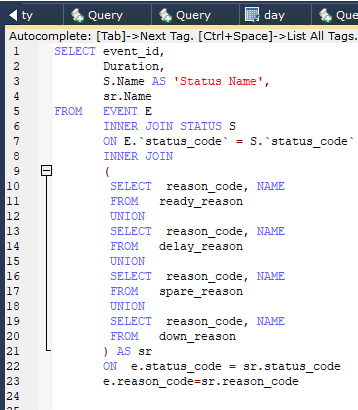 ty Query Query day Que
Autocomplete: [Tab]->Next Tag. [Ctrl+Space]->List All Tags.
1 SELECT event_id,
2 Duration,
3 S.Name AS 'Status Name',
4 sr.Name
5 FROM EVENT E
6 INNER JOIN STATUS S
7 ON E.`status_code` = S.`status_code`
8 INNER JOIN
9 (
10 SELECT reason_code, NAME
11 FROM ready_reason
12 UNION
13 SELECT reason_code, NAME
14 FROM delay_reason
15 UNION
16 SELECT reason_code, NAME
17 FROM spare_reason
18 UNION
19 SELECT reason_code, NAME
20 FROM down_reason
21 ) AS sr
22 ON e.status_code = sr.status_code
23 e.reason_code=sr.reason_code